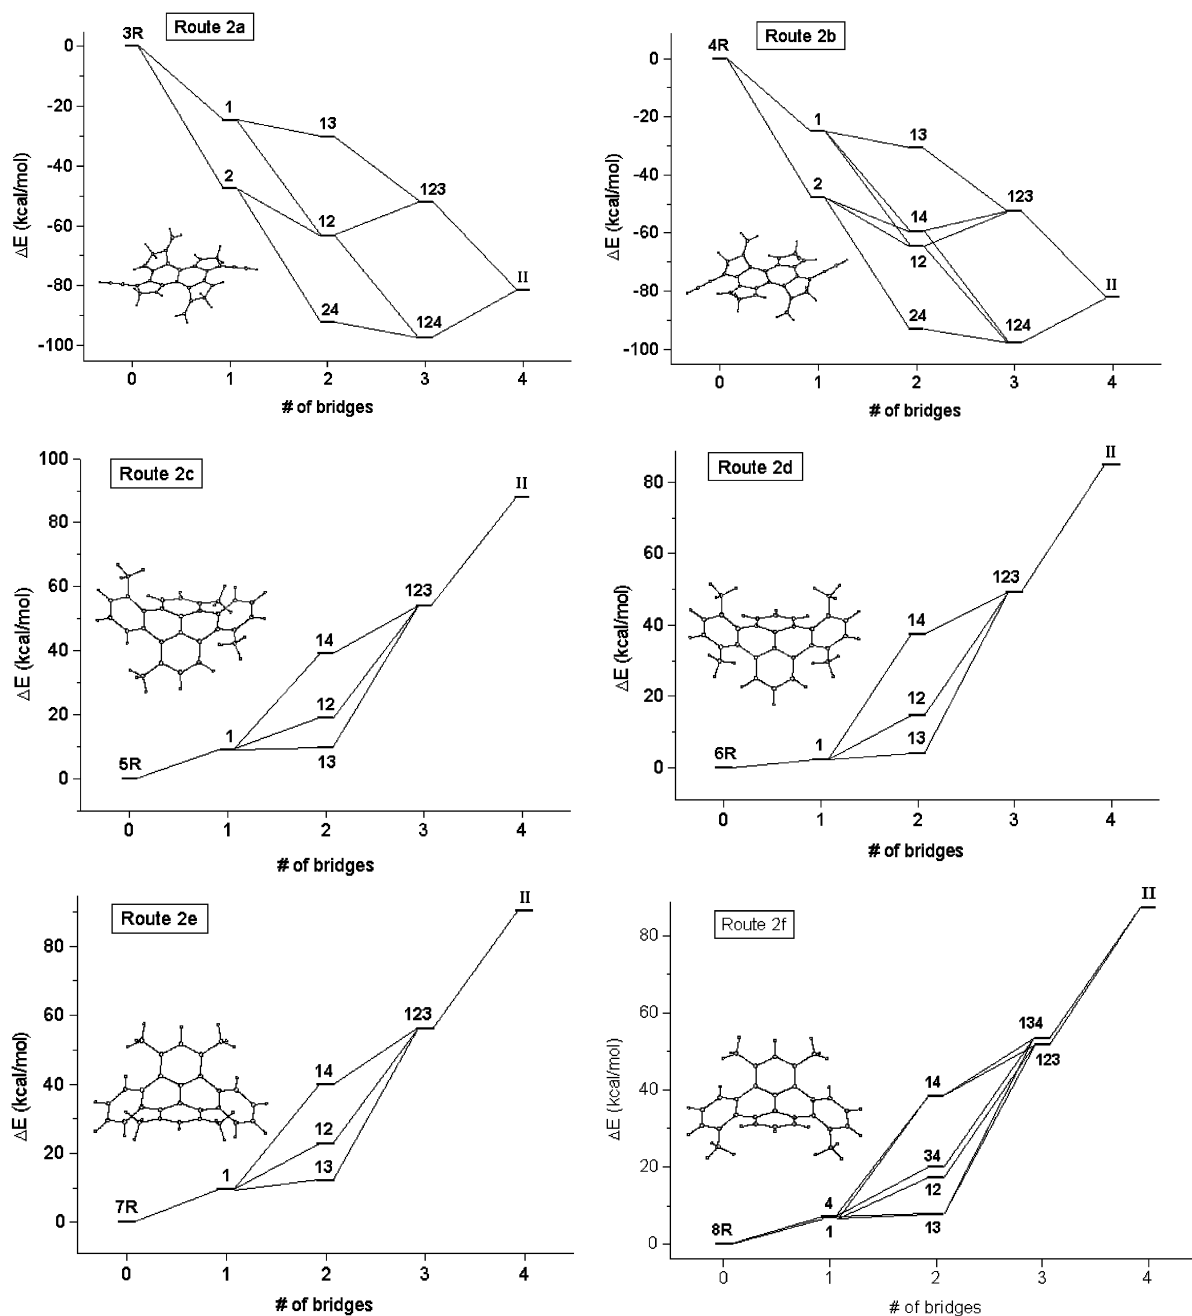 Route 2a
3R
0
-20
-40
-60
-80
-100
ΔE (kcal/mol)
1
13
2
123
12
II
24
124
0 1 2 3 4
# of bridges
Route 2b
4R
0
-20
-40
-60
-80
-100
ΔE (kcal/mol)
1
13
2
123
14
12
II
24
124
0 1 2 3 4
# of bridges
Route 2c
100
80
60
40
20
0
ΔE (kcal/mol)
II
123
14
12
1
13
5R
0 1 2 3 4
# of bridges
Route 2d
80
60
40
20
0
ΔE (kcal/mol)
II
123
14
12
1
13
6R
0 1 2 3 4
# of bridges
Route 2e
80
60
40
20
0
ΔE (kcal/mol)
II
123
14
12
13
1
7R
0 1 2 3 4
# of bridges
Route 2f
80
60
40
20
0
ΔE (kcal/mol)
II
134
123
14
34
12
4
1
13
8R
0 1 2 3 4
# of bridges